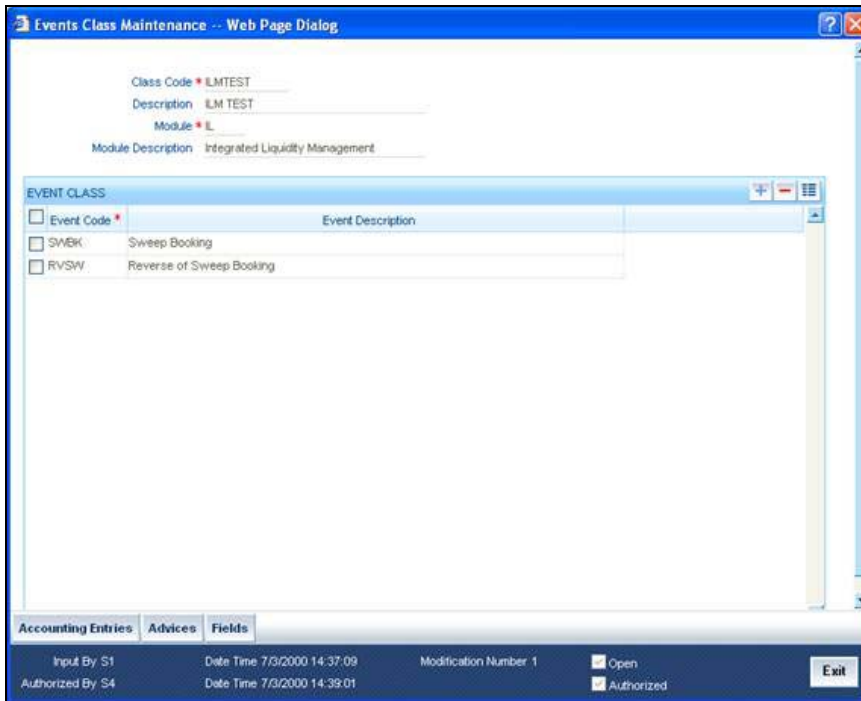 Events Class Maintenance -- Web Page Dialog
Class Code * ILMTEST
Description ILM TEST
Module * IL
Module Description Integrated Liquidity Management
EVENT CLASS
Event Code * Event Description
SWBK Sweep Booking
RVSW Reverse of Sweep Booking
Accounting Entries Advices Fields
Input By S1 Date Time 7/3/2000 14:37:09 Modification Number 1 Open
Authorized By S4 Date Time 7/3/2000 14:39:01 Authorized
Exit